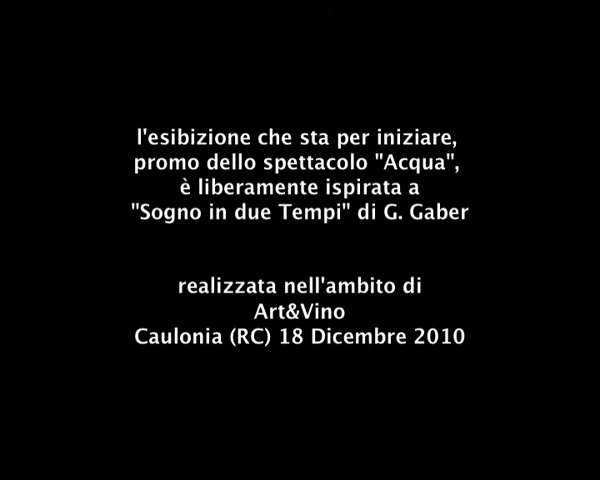 l'esibizione che sta per iniziare,
promo dello spettacolo "Acqua",
è liberamente ispirata a
"Sogno in due Tempi" di G. Gaber
realizzata nell'ambito di
Art&Vino
Caulonia (RC) 18 Dicembre 2010